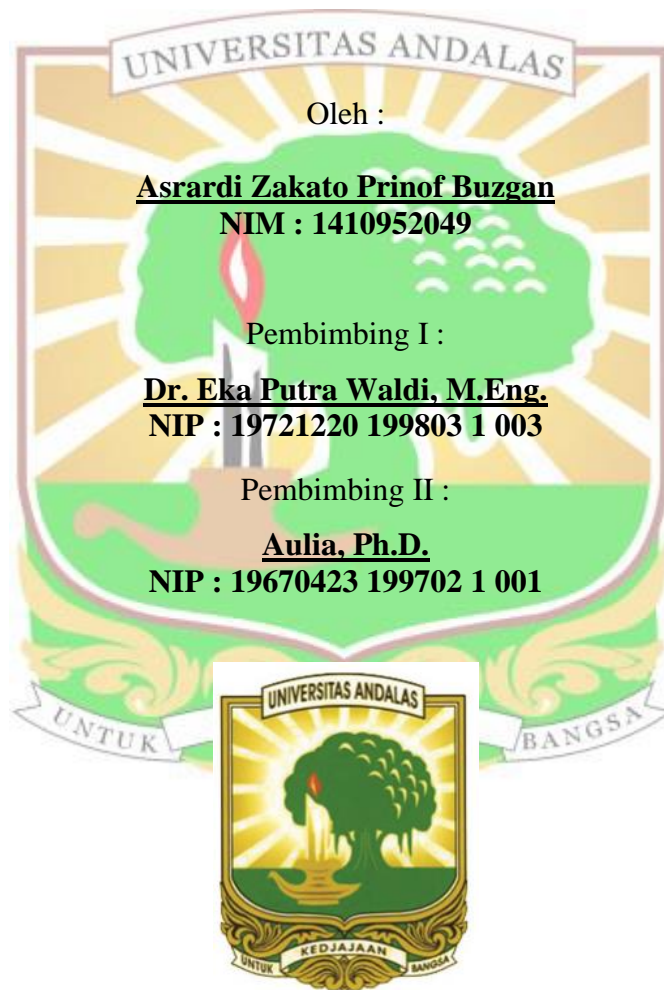 UNIVERSITAS ANDALAS
Oleh :
Asrardi Zakato Prinof Buzgan
NIM : 1410952049
Pembimbing I :
Dr. Eka Putra Waldi, M.Eng.
NIP : 19721220 199803 1 003
Pembimbing II :
Aulia, Ph.D.
NIP : 19670423 199702 1 001
UNTUK BANGSA
UNIVERSITAS ANDALAS
UNTUK KEDJAJAAN BANGSA